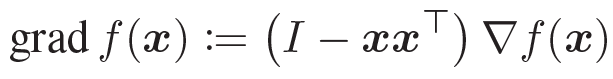 grad f(x) := (I − xx⊤) ∇f(x)